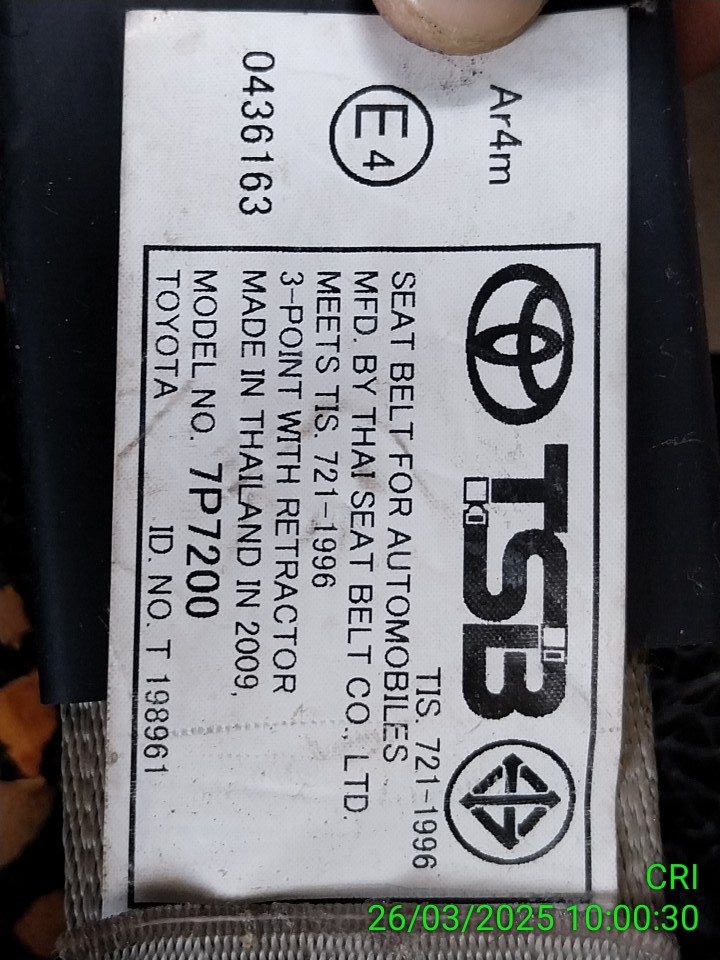 Ar4m
E4
0436163
TSB
TIS. 721-1996
SEAT BELT FOR AUTOMOBILES
MFD. BY THAI SEAT BELT CO., LTD.
MEETS TIS. 721-1996
3-POINT WITH RETRACTOR
MADE IN THAILAND IN 2009,
MODEL NO. 7P7200
TOYOTA ID. NO. T 198961
CRI
26/03/2025 10:00:30